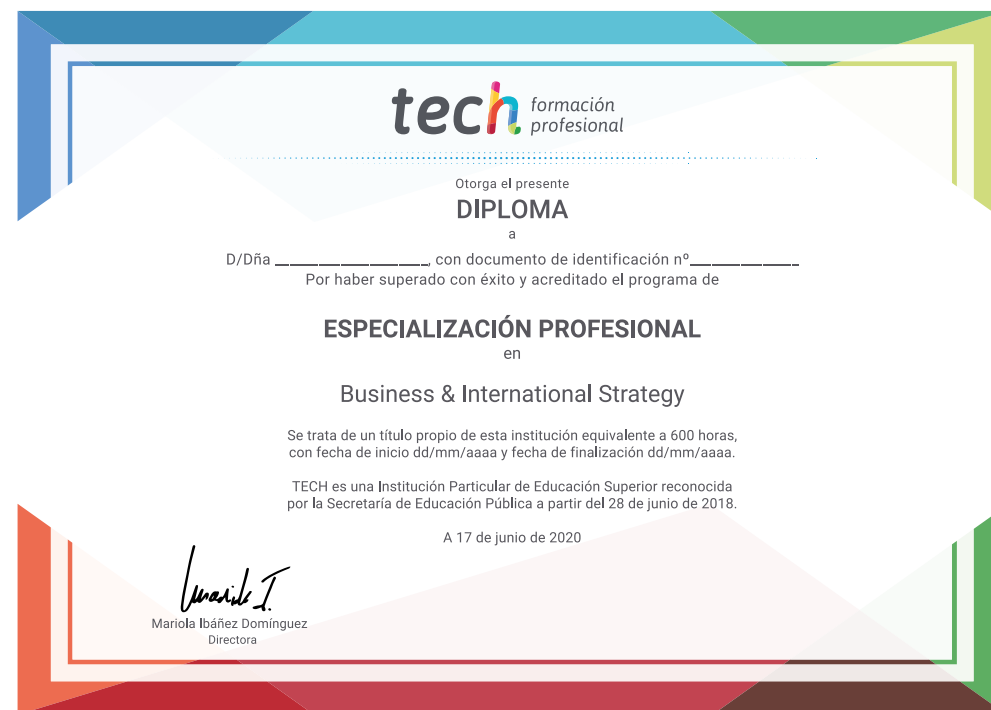 tech formación
profesional
Otorga el presente
DIPLOMA
a
D/Dña ____________________, con documento de identificación nº______________
Por haber superado con éxito y acreditado el programa de
ESPECIALIZACIÓN PROFESIONAL
en
Business & International Strategy
Se trata de un título propio de esta institución equivalente a 600 horas,
con fecha de inicio dd/mm/aaaa y fecha de finalización dd/mm/aaaa.
TECH es una Institución Particular de Educación Superior reconocida
por la Secretaría de Educación Pública a partir del 28 de junio de 2018.
A 17 de junio de 2020
Mariola I.
Mariola Ibáñez Domínguez
Directora